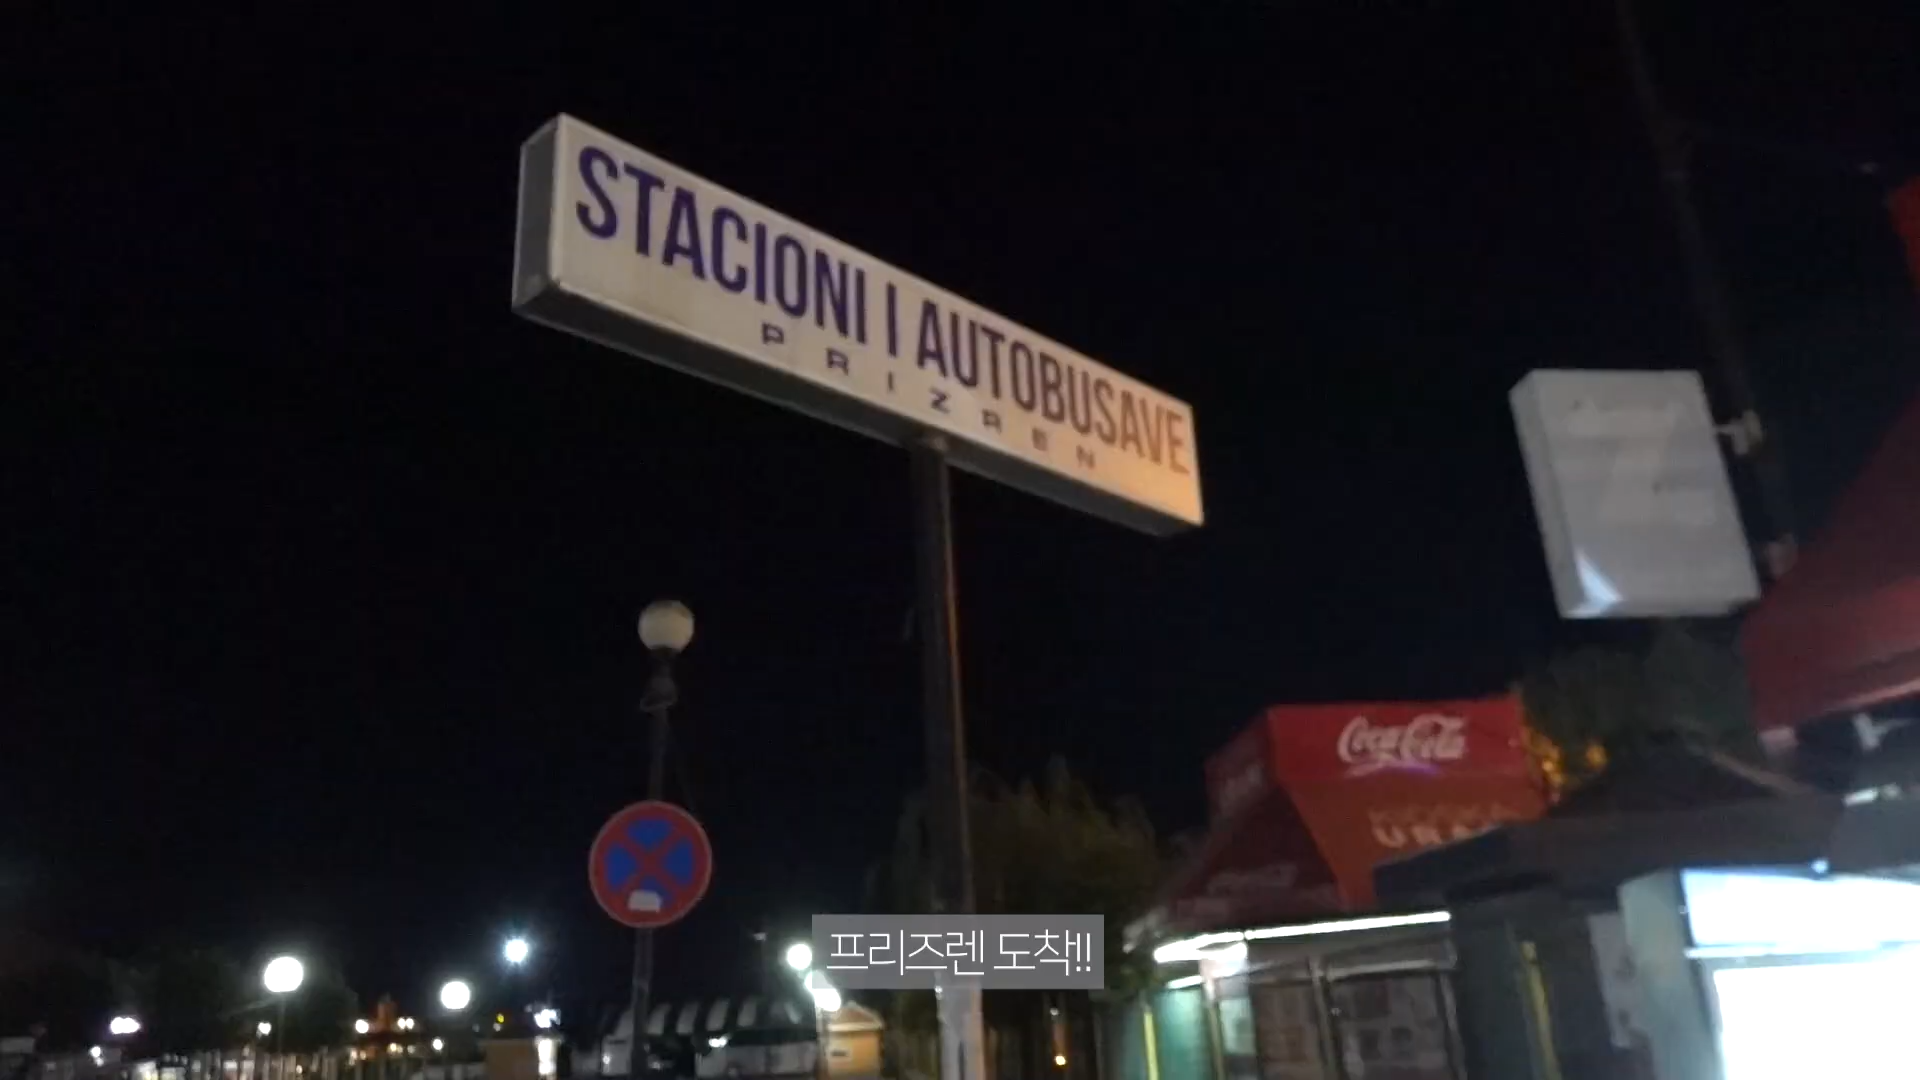 STACIONI I AUTOBUSAVE
PRIZREN
Coca-Cola
프리즈렌 도착!!